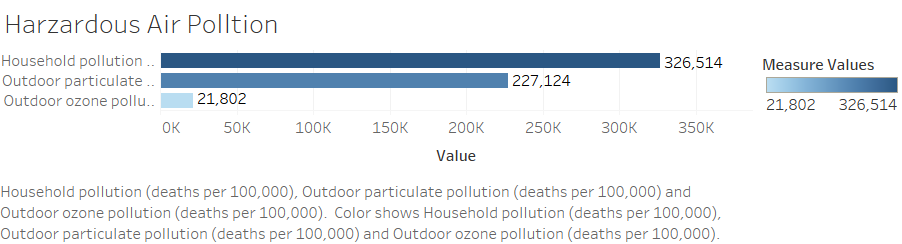 Harzardous Air Polltion
Household pollution ..
326,514
Outdoor particulate ..
227,124
Outdoor ozone pollu..
21,802
0K 50K 100K 150K 200K 250K 300K 350K
Value
Measure Values
21,802 326,514
Household pollution (deaths per 100,000), Outdoor particulate pollution (deaths per 100,000) and
Outdoor ozone pollution (deaths per 100,000). Color shows Household pollution (deaths per 100,000),
Outdoor particulate pollution (deaths per 100,000) and Outdoor ozone pollution (deaths per 100,000).